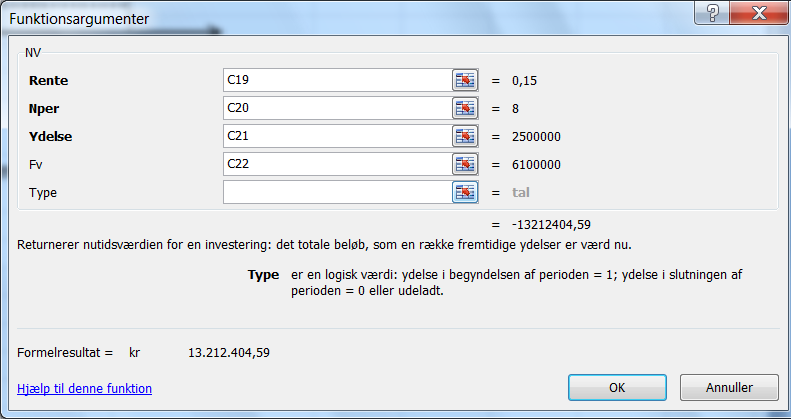 Funktionsargumenter
NV
Rente C19 = 0,15
Nper C20 = 8
Ydelse C21 = 2500000
Fv C22 = 6100000
Type = tal
= -13212404,59
Returnerer nutidsværdien for en investering: det totale beløb, som en række fremtidige ydelser er værd nu.
Type er en logisk værdi: ydelse i begyndelsen af perioden = 1; ydelse i slutningen af
perioden = 0 eller udeladt.
Formelresultat = kr 13.212.404,59
Hjælp til denne funktion
OK Annuller